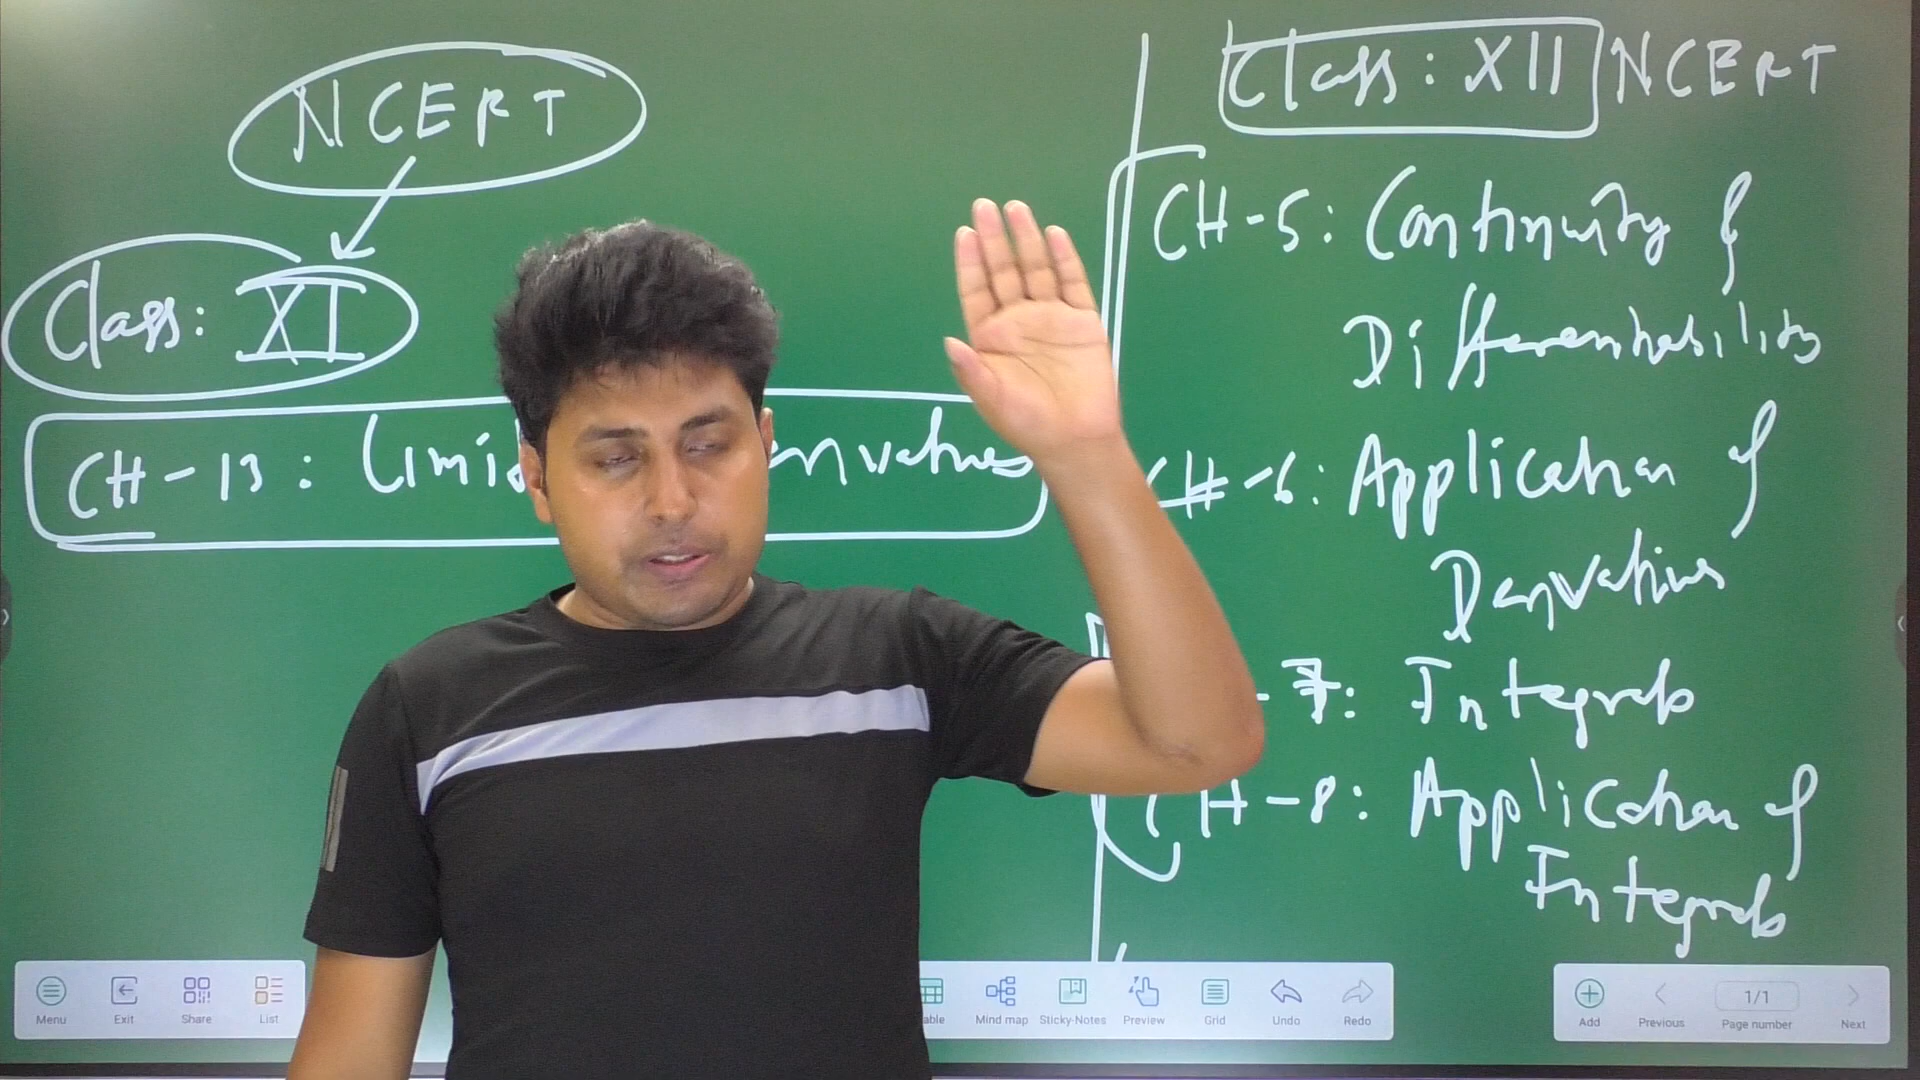 NCERT
Class: XI
CH-13: Limi
Class: XII NCERT
CH-5: Continuity &
Differentiability
CH-6: Application of
Derivatives
-7: Integrals
CH-8: Application of
Integrals
Menu Exit Share List
Mind map Sticky-Notes Preview Grid Undo Redo
Add Previous 1/1 Page number Next